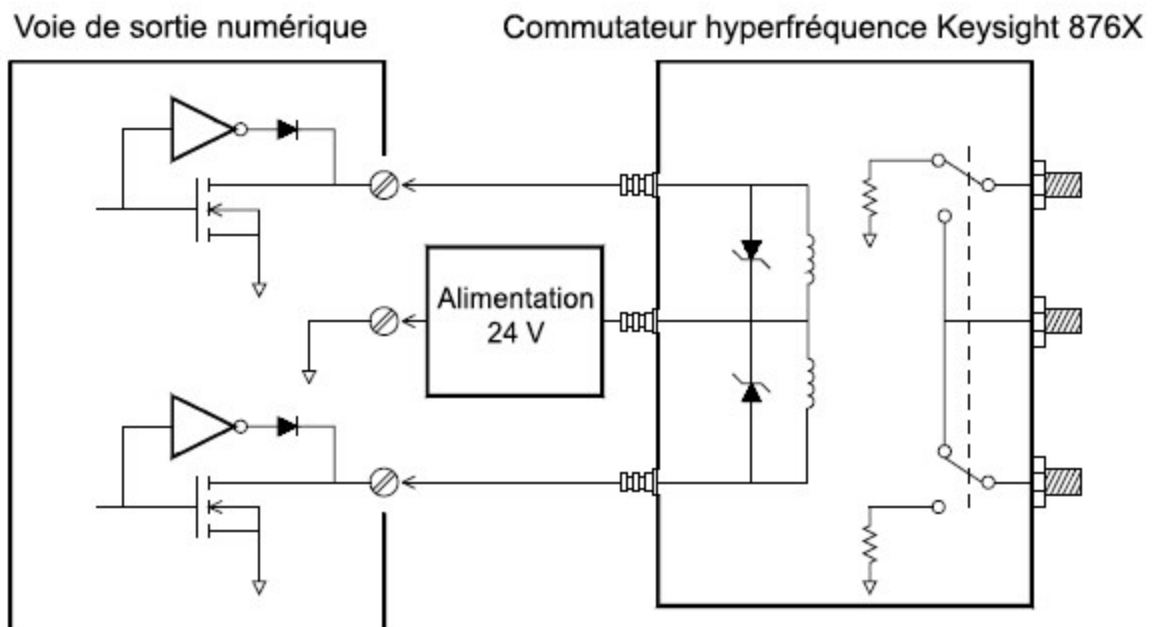 Voie de sortie numérique
Commutateur hyperfréquence Keysight 876X
Alimentation
24 V